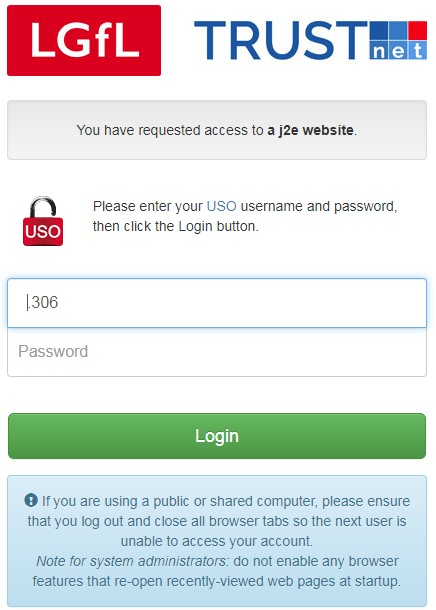 LGfL TRUSTnet
You have requested access to a j2e website.
USO
Please enter your USO username and password,
then click the Login button.
.306
Password
Login
If you are using a public or shared computer, please ensure
that you log out and close all browser tabs so the next user is
unable to access your account.
Note for system administrators: do not enable any browser
features that re-open recently-viewed web pages at startup.